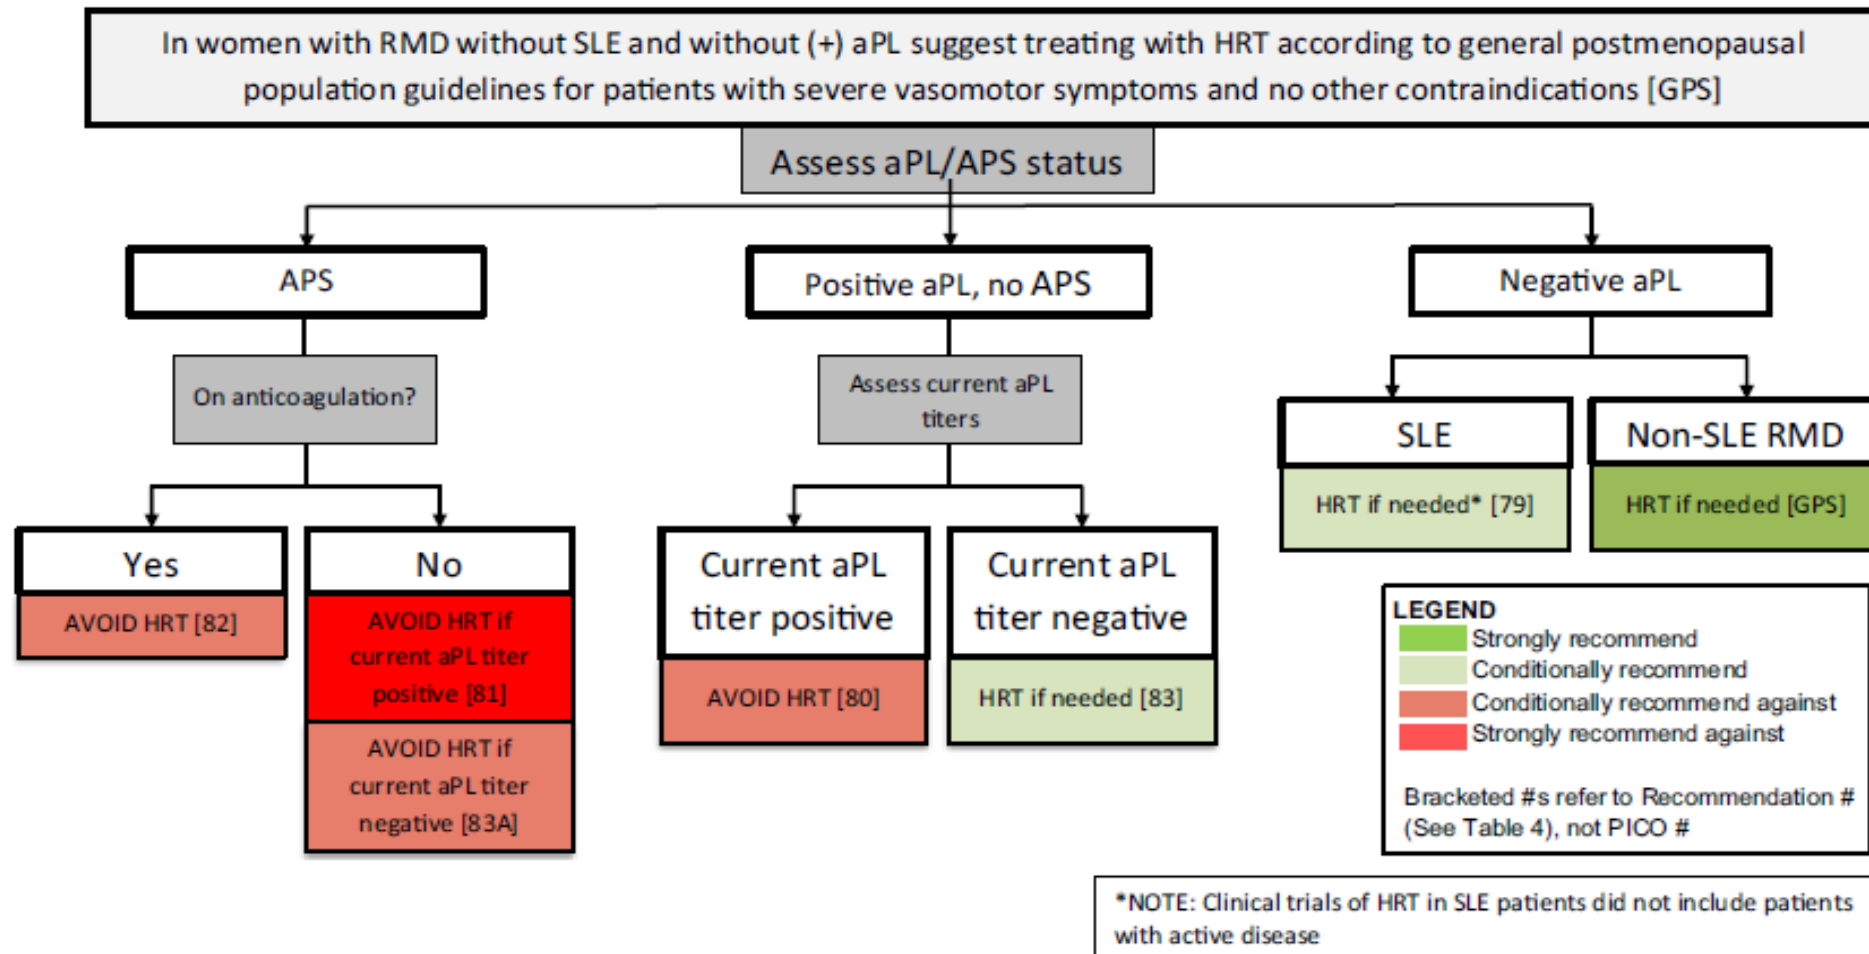 In women with RMD without SLE and without (+) aPL suggest treating with HRT according to general postmenopausal
population guidelines for patients with severe vasomotor symptoms and no other contraindications [GPS]
Assess aPL/APS status
APS
Positive aPL, no APS
Negative aPL
On anticoagulation?
Assess current aPL
titers
SLE
Non-SLE RMD
HRT if needed* [79]
HRT if needed [GPS]
Yes
No
Current aPL
titer positive
Current aPL
titer negative
AVOID HRT [82]
AVOID HRT if
current aPL titer
positive [81]
AVOID HRT if
current aPL titer
negative [83A]
AVOID HRT [80]
HRT if needed [83]
LEGEND
Strongly recommend
Conditionally recommend
Conditionally recommend against
Strongly recommend against
Bracketed #s refer to Recommendation #
(See Table 4), not PICO #
*NOTE: Clinical trials of HRT in SLE patients did not include patients
with active disease